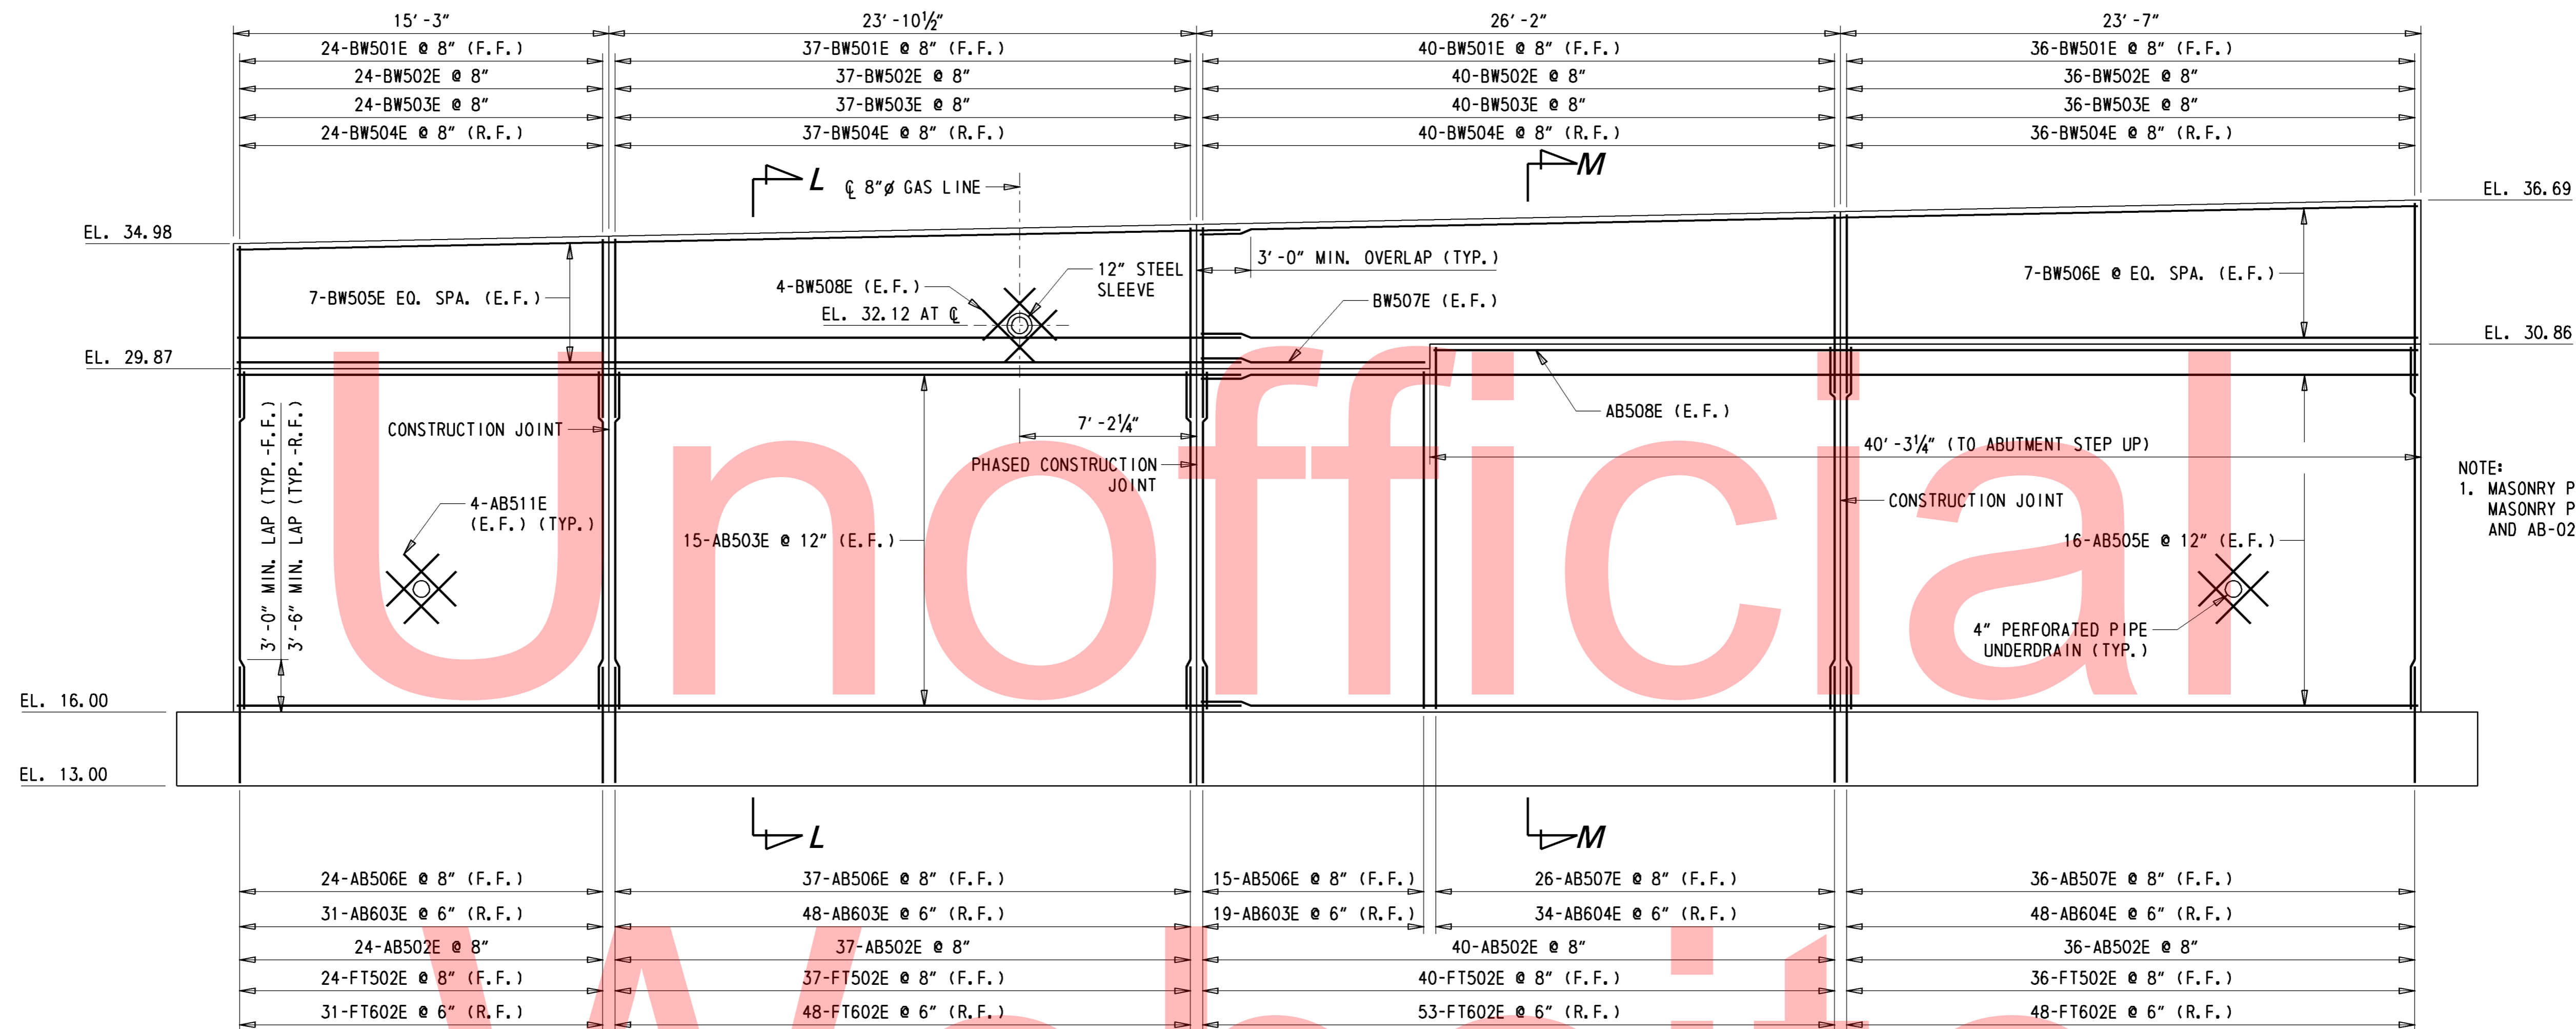 15'-3" 23'-10½" 26'-2" 23'-7"
24-BW501E @ 8" (F.F.) 37-BW501E @ 8" (F.F.) 40-BW501E @ 8" (F.F.) 36-BW501E @ 8" (F.F.)
24-BW502E @ 8" 37-BW502E @ 8" 40-BW502E @ 8" 36-BW502E @ 8"
24-BW503E @ 8" 37-BW503E @ 8" 40-BW503E @ 8" 36-BW503E @ 8"
24-BW504E @ 8" (R.F.) 37-BW504E @ 8" (R.F.) 40-BW504E @ 8" (R.F.) 36-BW504E @ 8" (R.F.)
L ℄ 8"ø GAS LINE M
EL. 36.69
EL. 34.98
12" STEEL
SLEEVE
3'-0" MIN. OVERLAP (TYP.)
7-BW505E EQ. SPA. (E.F.)
4-BW508E (E.F.)
7-BW506E @ EQ. SPA. (E.F.)
BW507E (E.F.)
EL. 32.12 AT ℄
EL. 30.86
EL. 29.87
AB508E (E.F.)
3'-0" MIN. LAP (TYP.-F.F.)
3'-6" MIN. LAP (TYP.-R.F.)
CONSTRUCTION JOINT
7'-2¼"
40'-3¼" (TO ABUTMENT STEP UP)
PHASED CONSTRUCTION
JOINT
NOTE:
1. MASONRY P
MASONRY P
AND AB-02
4-AB511E
(E.F.) (TYP.)
CONSTRUCTION JOINT
15-AB503E @ 12" (E.F.)
16-AB505E @ 12" (E.F.)
4" PERFORATED PIPE
UNDERDRAIN (TYP.)
EL. 16.00
EL. 13.00
L M
24-AB506E @ 8" (F.F.) 37-AB506E @ 8" (F.F.) 15-AB506E @ 8" (F.F.) 26-AB507E @ 8" (F.F.) 36-AB507E @ 8" (F.F.)
31-AB603E @ 6" (R.F.) 48-AB603E @ 6" (R.F.) 19-AB603E @ 6" (R.F.) 34-AB604E @ 6" (R.F.) 48-AB604E @ 6" (R.F.)
24-AB502E @ 8" 37-AB502E @ 8" 40-AB502E @ 8" 36-AB502E @ 8"
24-FT502E @ 8" (F.F.) 37-FT502E @ 8" (F.F.) 40-FT502E @ 8" (F.F.) 36-FT502E @ 8" (F.F.)
31-FT602E @ 6" (R.F.) 48-FT602E @ 6" (R.F.) 53-FT602E @ 6" (R.F.) 48-FT602E @ 6" (R.F.)
Unofficial